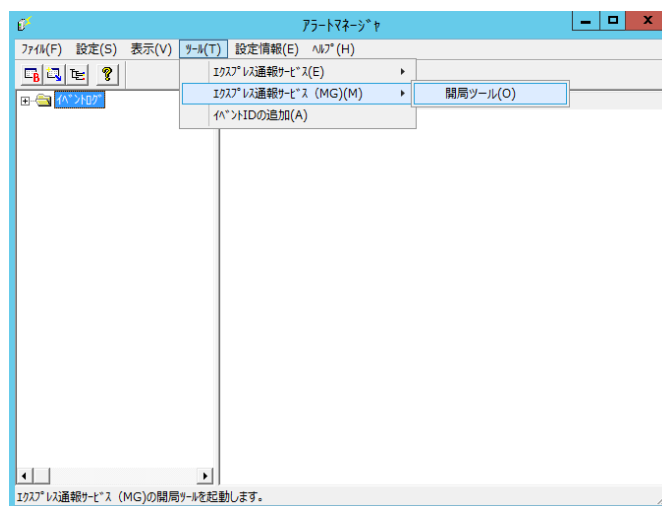 アラートマネージャ
ファイル(F) 設定(S) 表示(V) ツール(T) 設定情報(E) ヘルプ(H)
エクスプレス通報サービス(E)
エクスプレス通報サービス (MG)(M)
開局ツール(O)
イベントログ
イベントIDの追加(A)
エクスプレス通報サービス (MG)の開局ツールを起動します。